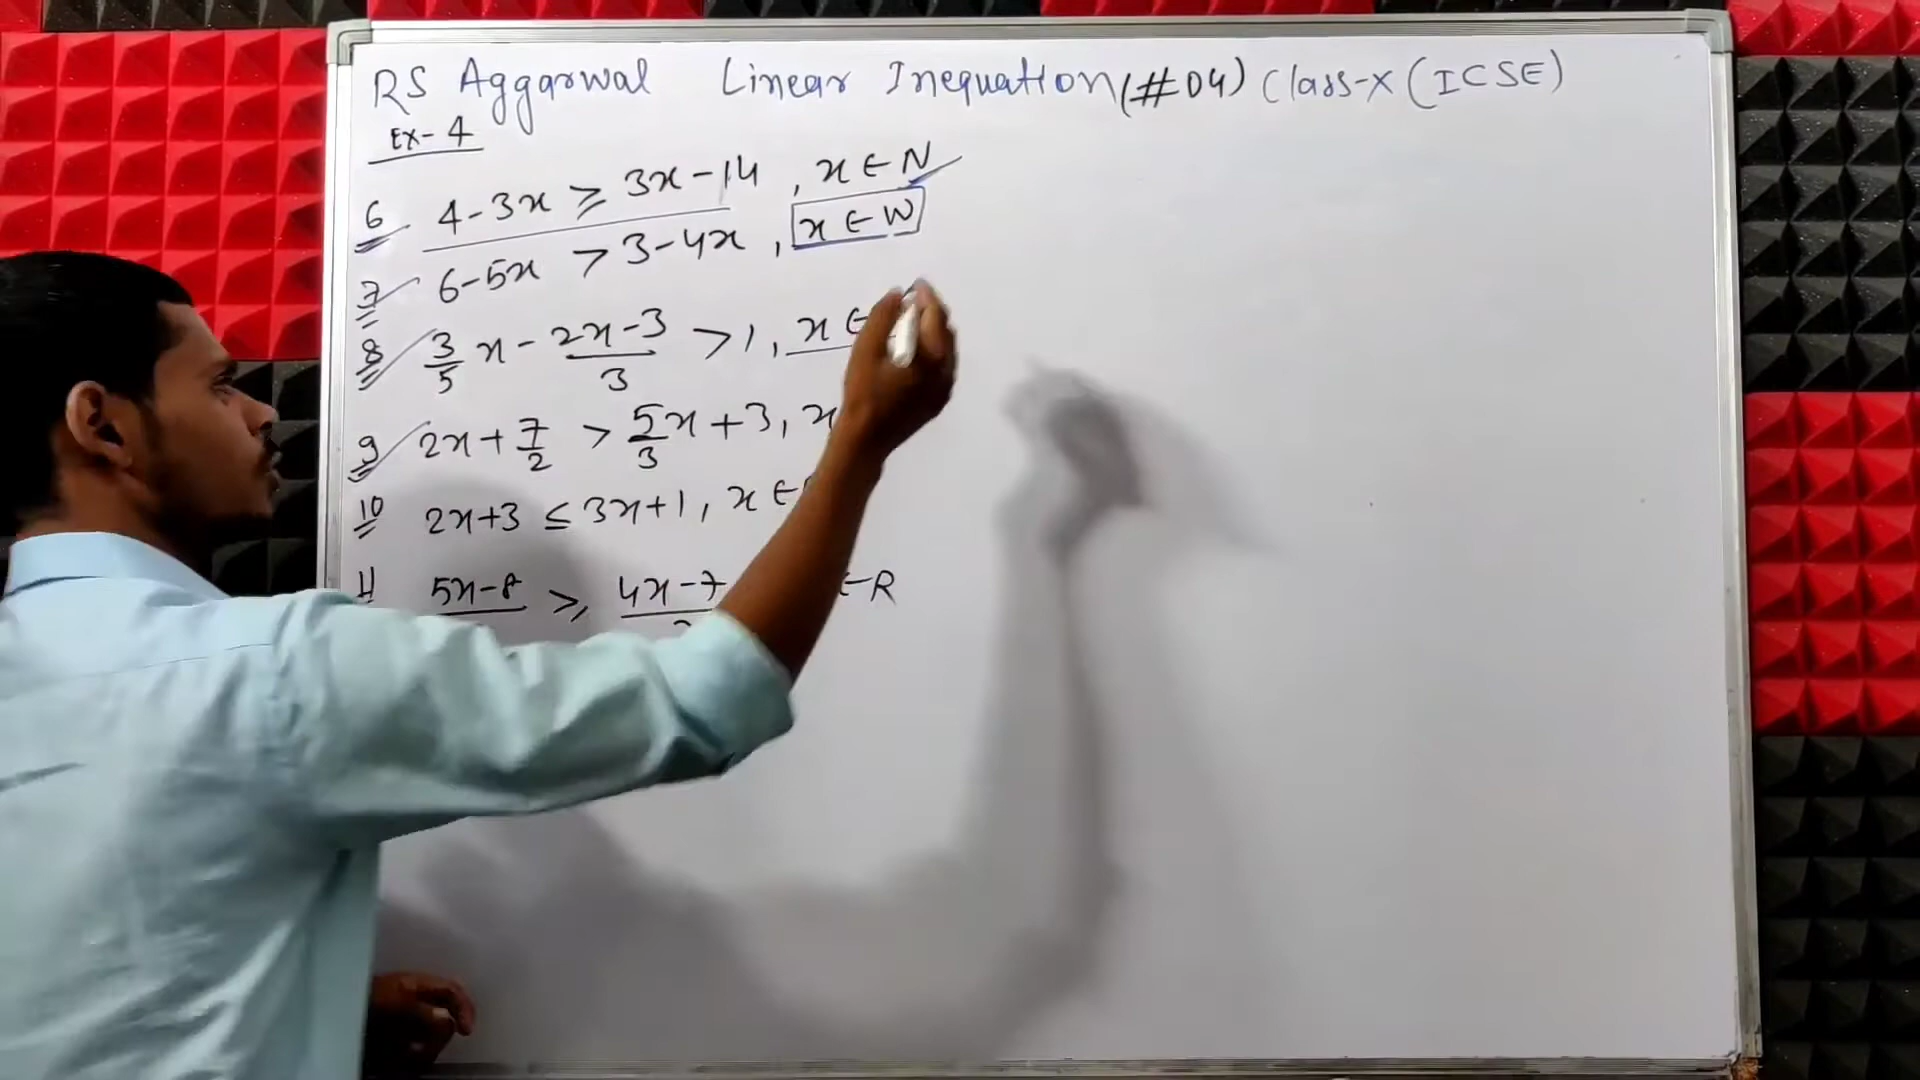 RS Aggarwal Linear Inequation (#04) Class-X (ICSE)
Ex-4
6 4-3x ≥ 3x-14, x ∈ N
7 6-5x > 3-4x, x ∈ W
8 3/5 x - 2x-3/3 > 1, x ∈
9 2x + 7/2 > 5/3 x + 3, x
10 2x+3 ≤ 3x+1, x ∈
11 5x-8 ≥ 4x-7 ∈ R